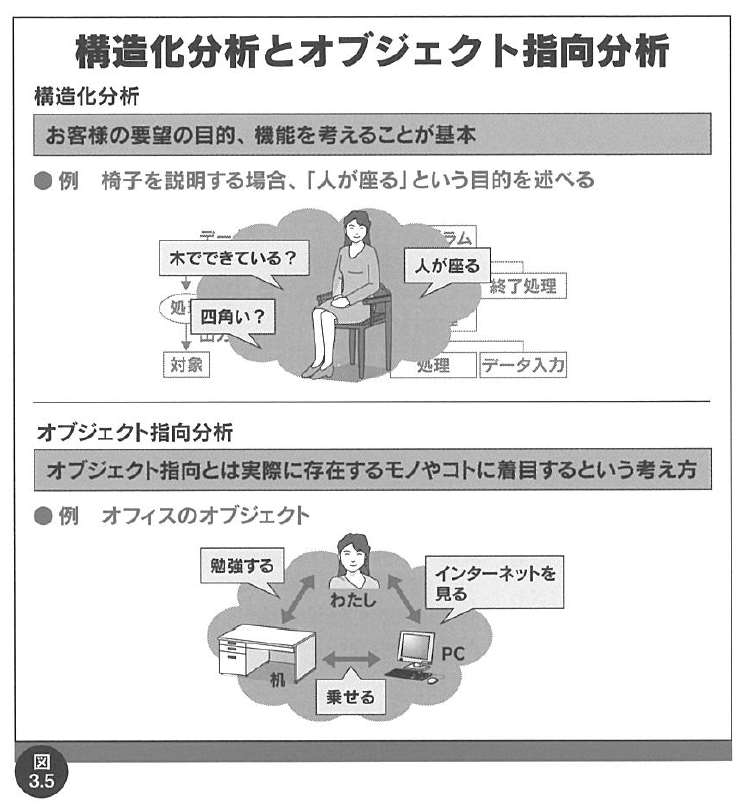 構造化分析とオブジェクト指向分析
構造化分析
お客様の要望の目的、機能を考えることが基本
● 例　椅子を説明する場合、「人が座る」という目的を述べる
デー
ラム
木でできている？
人が座る
終了処理
処
四角い？
出力
対象
処理
データ入力
オブジェクト指向分析
オブジェクト指向とは実際に存在するモノやコトに着目するという考え方
● 例　オフィスのオブジェクト
勉強する
インターネットを
見る
わたし
PC
机
乗せる
図
3.5